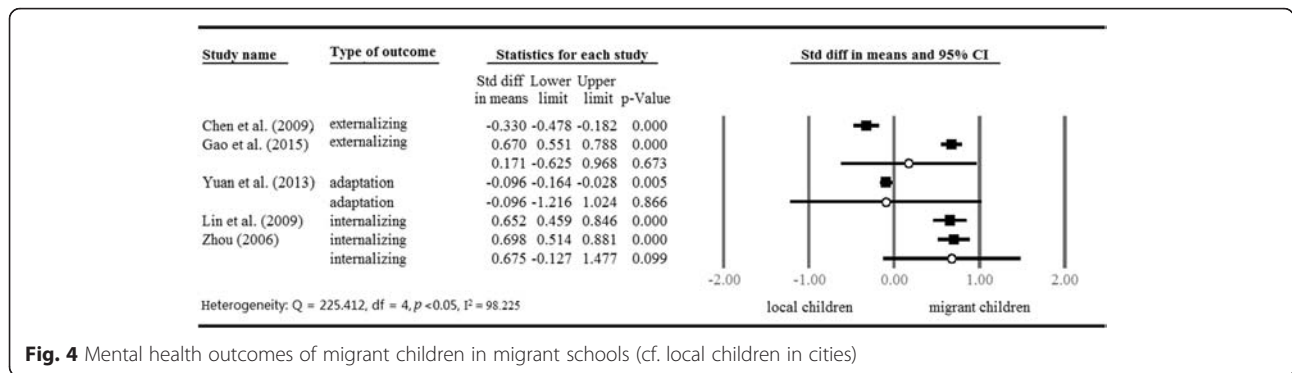 Study name Type of outcome Statistics for each study Std diff in means and 95% CI
Std diff Lower Upper
in means limit limit p-Value
Chen et al. (2009) externalizing -0.330 -0.478 -0.182 0.000
Gao et al. (2015) externalizing 0.670 0.551 0.788 0.000
0.171 -0.625 0.968 0.673
Yuan et al. (2013) adaptation -0.096 -0.164 -0.028 0.005
adaptation -0.096 -1.216 1.024 0.866
Lin et al. (2009) internalizing 0.652 0.459 0.846 0.000
Zhou (2006) internalizing 0.698 0.514 0.881 0.000
internalizing 0.675 -0.127 1.477 0.099
-2.00 -1.00 0.00 1.00 2.00
Heterogeneity: Q = 225.412, df = 4, p <0.05, I² = 98.225 local children migrant children
Fig. 4 Mental health outcomes of migrant children in migrant schools (cf. local children in cities)